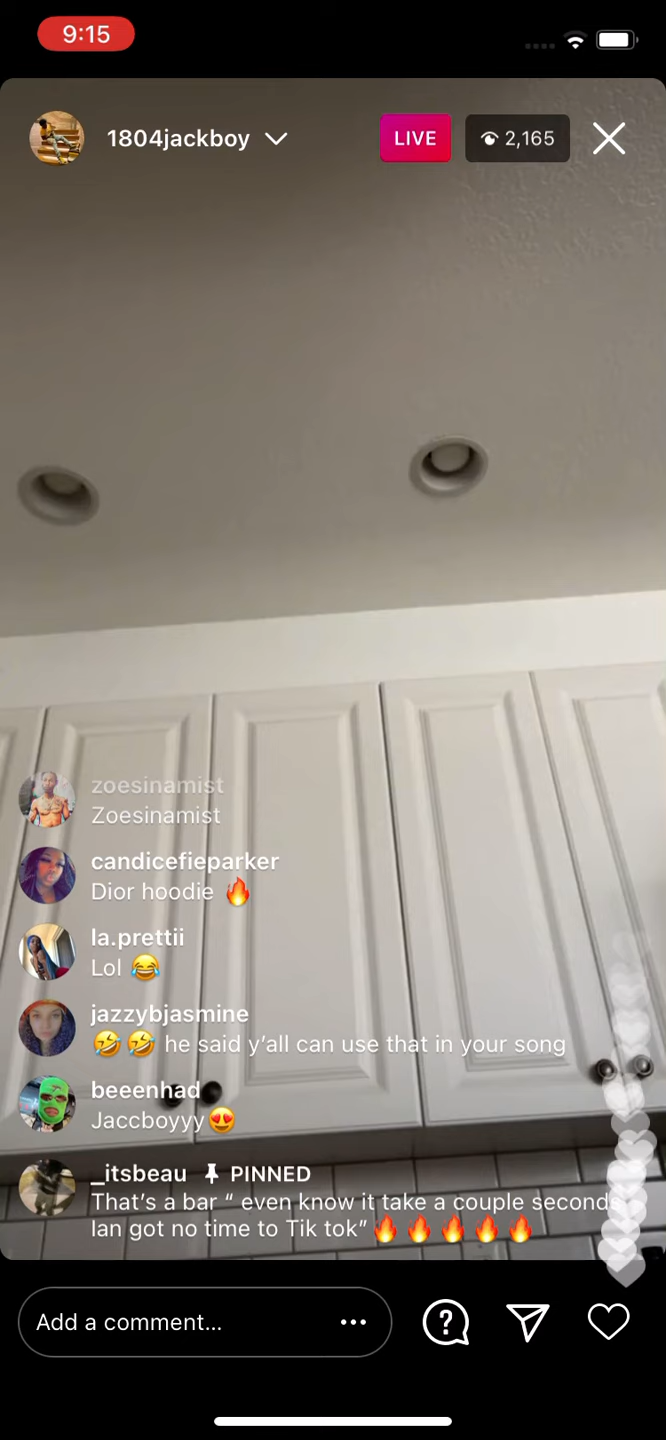 9:15
1804jackboy
LIVE
2,165
zoesinamist
Zoesinamist
candicefieparker
Dior hoodie 🔥
la.prettii
Lol 😂
jazzybjasmine
🤣 🤣 he said y'all can use that in your song
beeenhad
Jaccboyyy😍
_itsbeau PINNED
That's a bar “ even know it take a couple seconds
Ian got no time to Tik tok” 🔥 🔥 🔥 🔥 🔥
Add a comment...